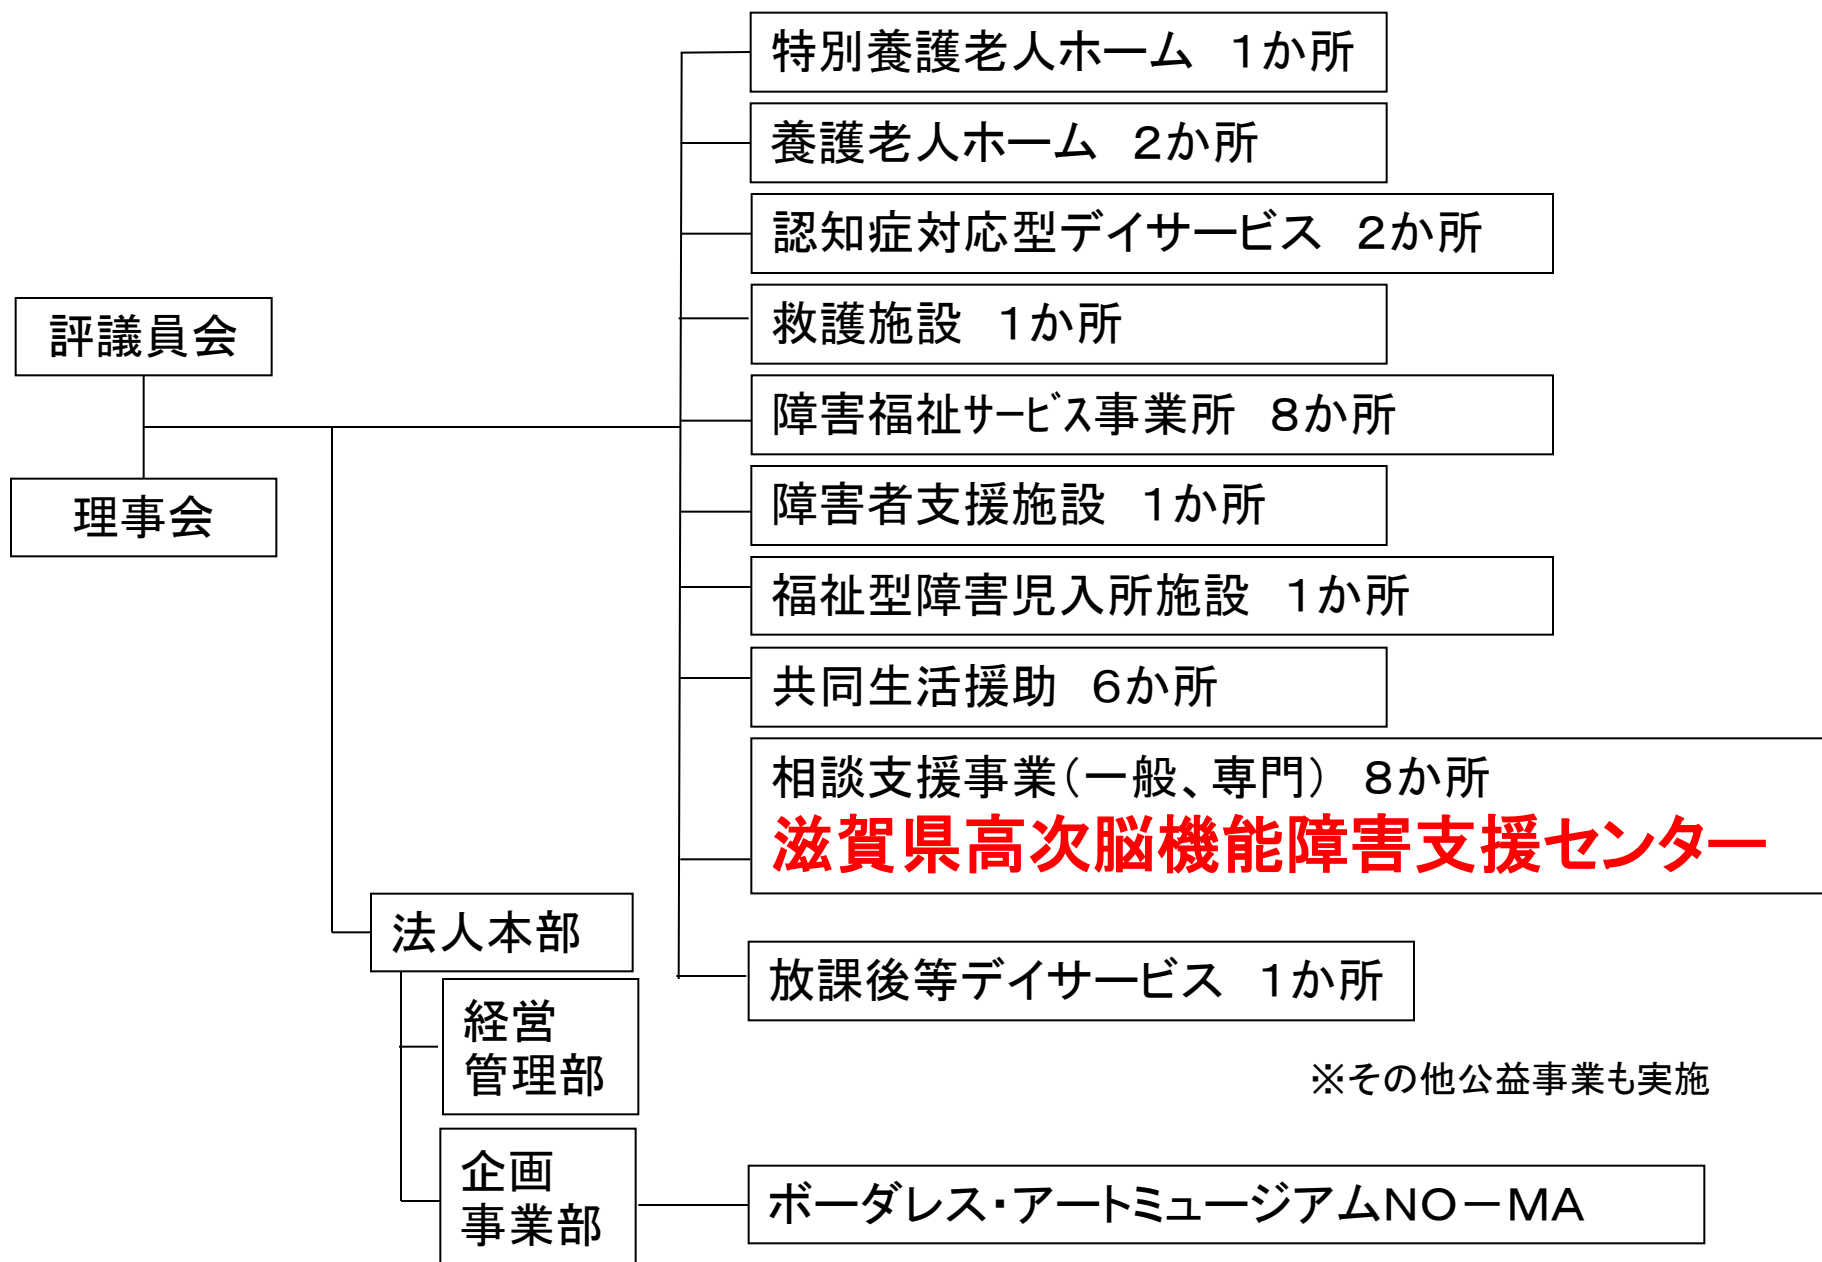 評議員会
理事会
特別養護老人ホーム　１か所
養護老人ホーム　２か所
認知症対応型デイサービス　２か所
救護施設　１か所
障害福祉ｻｰﾋﾞｽ事業所　８か所
障害者支援施設　１か所
福祉型障害児入所施設　１か所
共同生活援助　６か所
相談支援事業（一般、専門）　８か所
滋賀県高次脳機能障害支援センター
放課後等デイサービス　１か所
※その他公益事業も実施
法人本部
経営
管理部
企画
事業部
ボーダレス・アートミュージアムＮＯ－ＭＡ